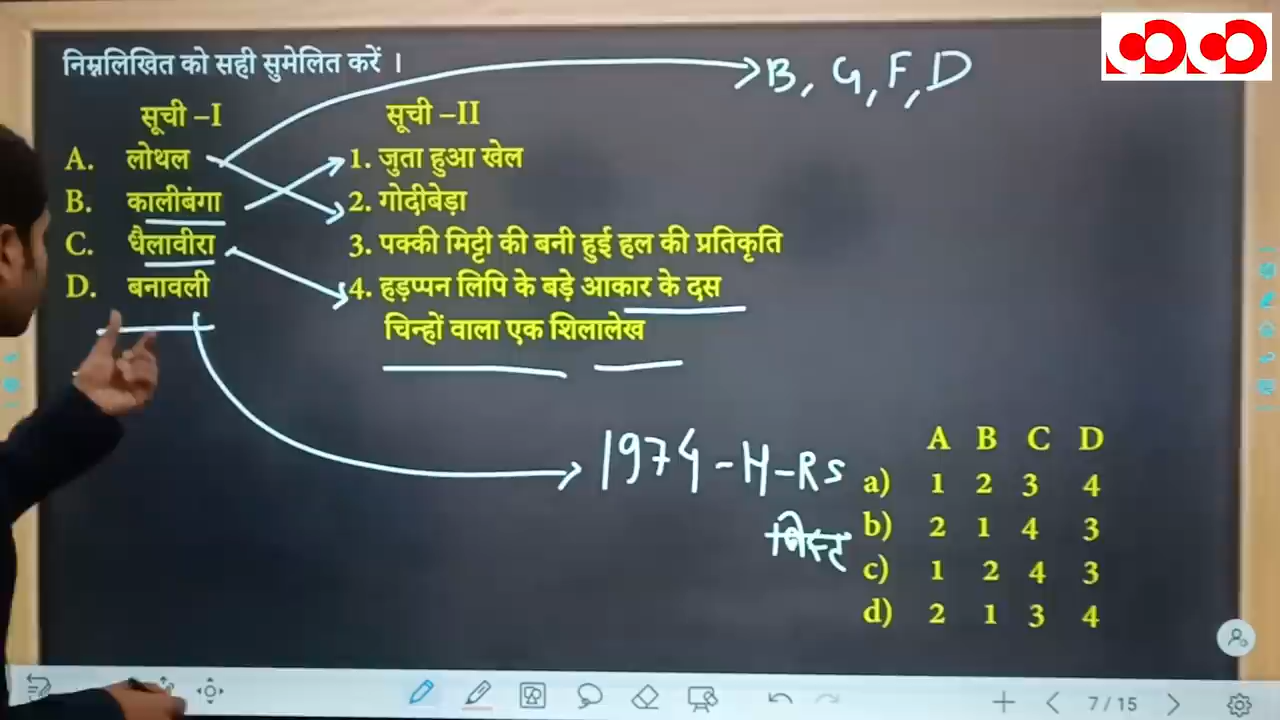 निम्नलिखित को सही सुमेलित करें ।
B, G, F, D
सूची –I
सूची –II
A. लोथल
1. जुता हुआ खेल
B. कालीबंगा
2. गोदीबेड़ा
C. धैलावीरा
3. पक्की मिट्टी की बनी हुई हल की प्रतिकृति
D. बनावली
4. हड़प्पन लिपि के बड़े आकार के दस
चिन्हों वाला एक शिलालेख
1974-H-RS
A B C D
a) 1 2 3 4
b) 2 1 4 3
c) 1 2 4 3
d) 2 1 3 4
7/15